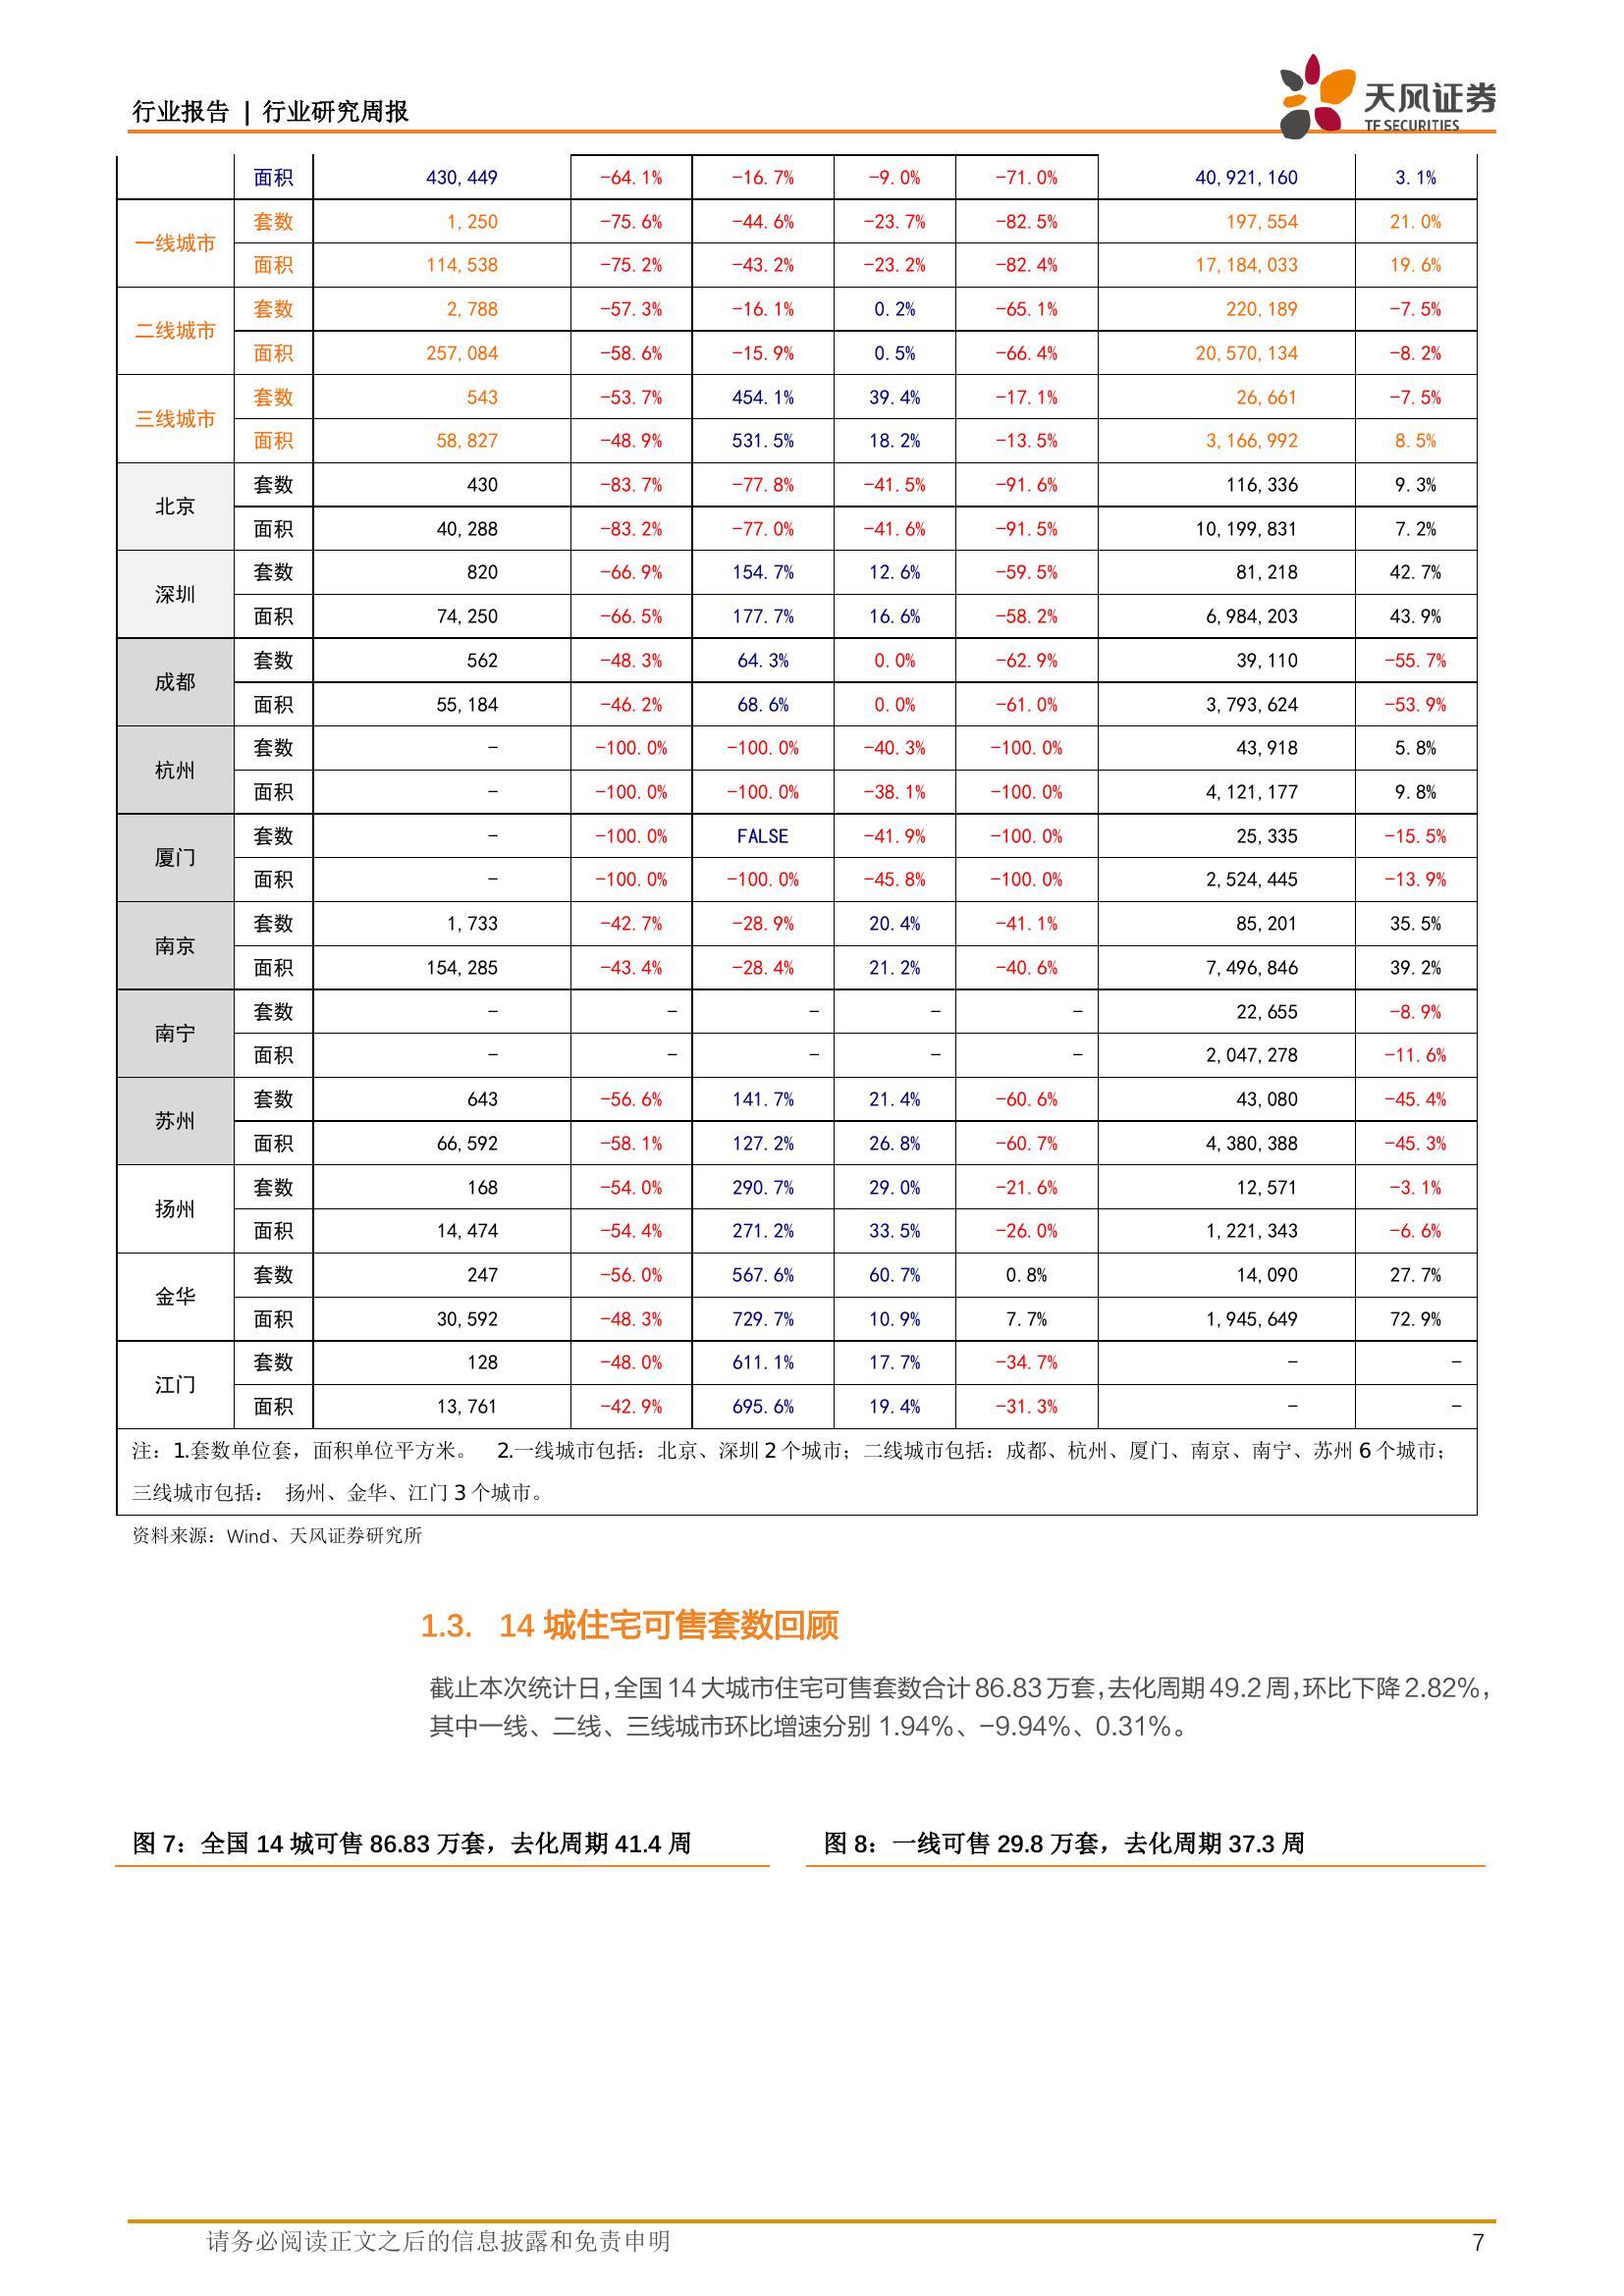 行业报告 | 行业研究周报
天风证券
TF SECURITIES
面积 430,449 -64.1% -16.7% -9.0% -71.0% 40,921,160 3.1%
一线城市 套数 1,250 -75.6% -44.6% -23.7% -82.5% 197,554 21.0%
面积 114,538 -75.2% -43.2% -23.2% -82.4% 17,184,033 19.6%
二线城市 套数 2,788 -57.3% -16.1% 0.2% -65.1% 220,189 -7.5%
面积 257,084 -58.6% -15.9% 0.5% -66.4% 20,570,134 -8.2%
三线城市 套数 543 -53.7% 454.1% 39.4% -17.1% 26,661 -7.5%
面积 58,827 -48.9% 531.5% 18.2% -13.5% 3,166,992 8.5%
北京 套数 430 -83.7% -77.8% -41.5% -91.6% 116,336 9.3%
面积 40,288 -83.2% -77.0% -41.6% -91.5% 10,199,831 7.2%
深圳 套数 820 -66.9% 154.7% 12.6% -59.5% 81,218 42.7%
面积 74,250 -66.5% 177.7% 16.6% -58.2% 6,984,203 43.9%
成都 套数 562 -48.3% 64.3% 0.0% -62.9% 39,110 -55.7%
面积 55,184 -46.2% 68.6% 0.0% -61.0% 3,793,624 -53.9%
杭州 套数 - -100.0% -100.0% -40.3% -100.0% 43,918 5.8%
面积 - -100.0% -100.0% -38.1% -100.0% 4,121,177 9.8%
厦门 套数 - -100.0% FALSE -41.9% -100.0% 25,335 -15.5%
面积 - -100.0% -100.0% -45.8% -100.0% 2,524,445 -13.9%
南京 套数 1,733 -42.7% -28.9% 20.4% -41.1% 85,201 35.5%
面积 154,285 -43.4% -28.4% 21.2% -40.6% 7,496,846 39.2%
南宁 套数 - - - - - 22,655 -8.9%
面积 - - - - - 2,047,278 -11.6%
苏州 套数 643 -56.6% 141.7% 21.4% -60.6% 43,080 -45.4%
面积 66,592 -58.1% 127.2% 26.8% -60.7% 4,380,388 -45.3%
扬州 套数 168 -54.0% 290.7% 29.0% -21.6% 12,571 -3.1%
面积 14,474 -54.4% 271.2% 33.5% -26.0% 1,221,343 -6.6%
金华 套数 247 -56.0% 567.6% 60.7% 0.8% 14,090 27.7%
面积 30,592 -48.3% 729.7% 10.9% 7.7% 1,945,649 72.9%
江门 套数 128 -48.0% 611.1% 17.7% -34.7% - -
面积 13,761 -42.9% 695.6% 19.4% -31.3% - -
注：1.套数单位套，面积单位平方米。 2.一线城市包括：北京、深圳 2 个城市；二线城市包括：成都、杭州、厦门、南京、南宁、苏州 6 个城市；
三线城市包括： 扬州、金华、江门 3 个城市。
资料来源：Wind、天风证券研究所
1.3. 14 城住宅可售套数回顾
截止本次统计日，全国 14 大城市住宅可售套数合计 86.83 万套，去化周期 49.2 周，环比下降 2.82%，
其中一线、二线、三线城市环比增速分别 1.94%、-9.94%、0.31%。
图 7：全国 14 城可售 86.83 万套，去化周期 41.4 周
图 8：一线可售 29.8 万套，去化周期 37.3 周
请务必阅读正文之后的信息披露和免责申明 7